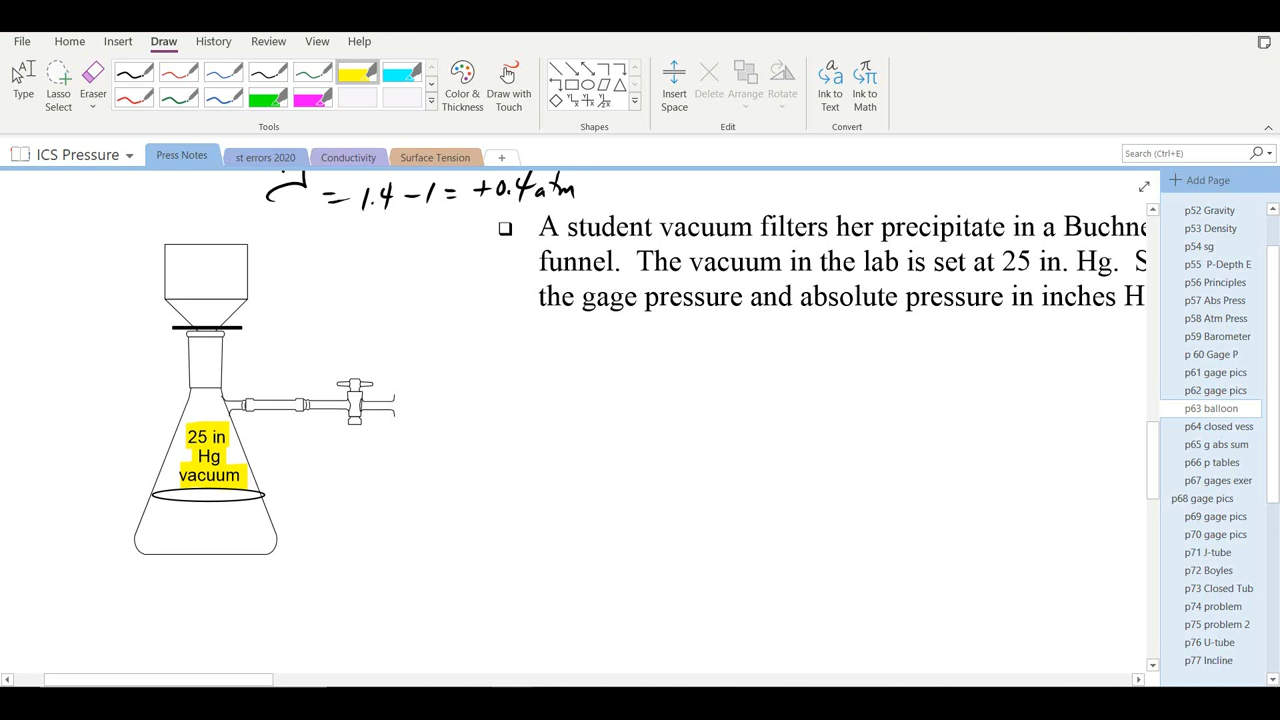 File Home Insert Draw History Review View Help
Type Lasso Select Eraser Color & Thickness Draw with Touch Insert Space Delete Arrange Rotate Ink to Text Ink to Math
Tools Shapes Edit Convert
ICS Pressure Press Notes st errors 2020 Conductivity Surface Tension + Search (Ctrl+E)
= 1.4 - 1 = +0.4 atm
A student vacuum filters her precipitate in a Buchne
funnel. The vacuum in the lab is set at 25 in. Hg. S
the gage pressure and absolute pressure in inches H
25 in
Hg
vacuum
Add Page
p52 Gravity
p53 Density
p54 sg
p55 P-Depth E
p56 Principles
p57 Abs Press
p58 Atm Press
p59 Barometer
p 60 Gage P
p61 gage pics
p62 gage pics
p63 balloon
p64 closed vess
p65 g abs sum
p66 p tables
p67 gages exer
p68 gage pics
p69 gage pics
p70 gage pics
p71 J-tube
p72 Boyles
p73 Closed Tub
p74 problem
p75 problem 2
p76 U-tube
p77 Incline